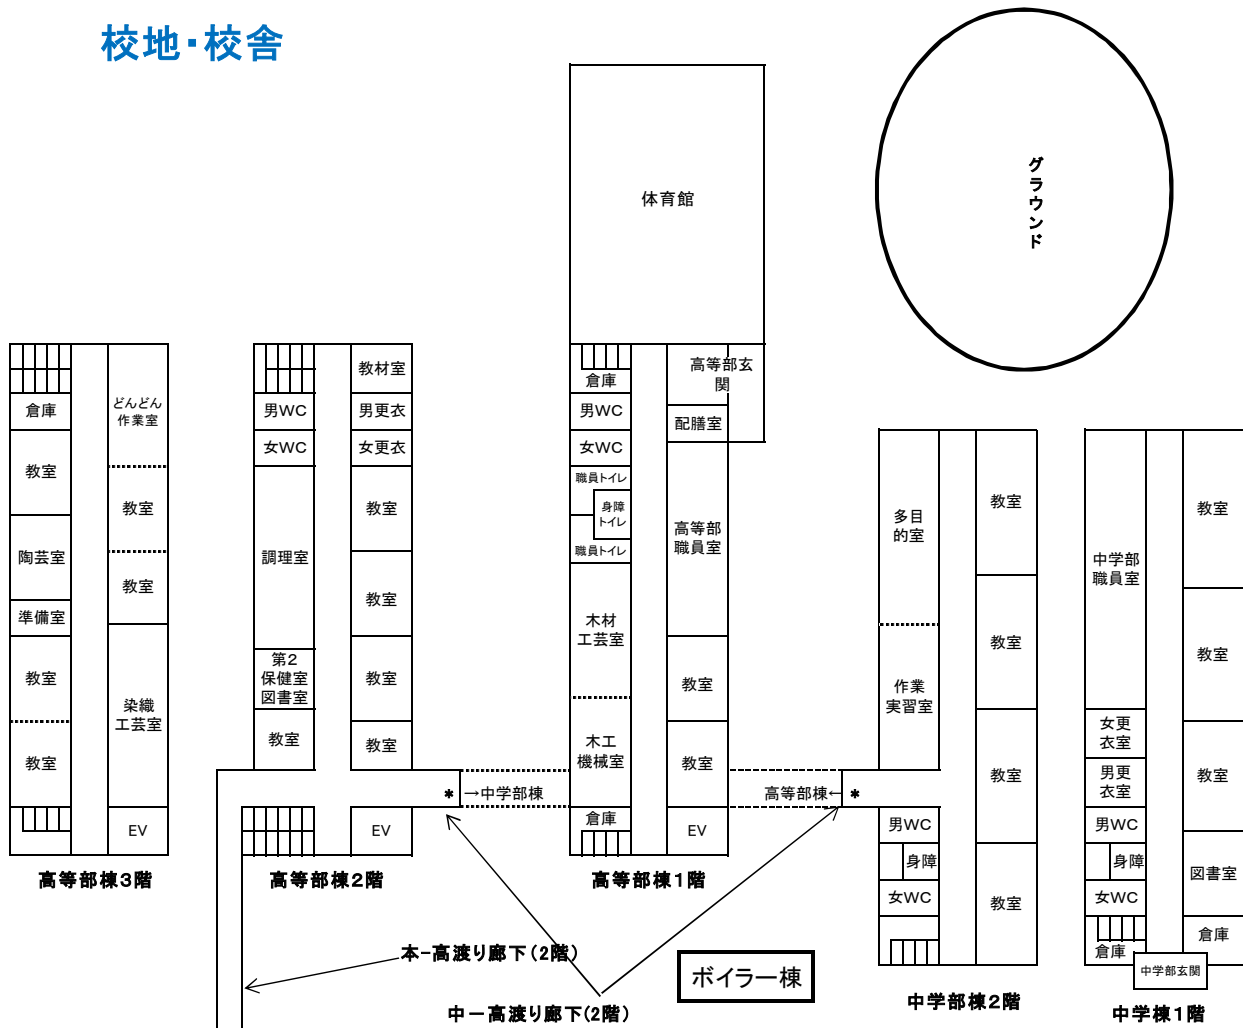 校地・校舎
グラウンド
体育館
倉庫
教室
陶芸室
準備室
教室
教室
どんどん
作業室
教室
教室
染織
工芸室
EV
高等部棟3階
男WC
女WC
調理室
第2
保健室
図書室
教室
教材室
男更衣
女更衣
教室
教室
教室
教室
EV
＊
→中学部棟
高等部棟2階
倉庫
男WC
女WC
職員トイレ
身障
トイレ
職員トイレ
木材
工芸室
木工
機械室
倉庫
高等部玄
関
配膳室
高等部
職員室
教室
教室
EV
高等部棟1階
高等部棟←
＊
多目
的室
作業
実習室
男WC
身障
女WC
教室
教室
教室
教室
中学部棟2階
中学部
職員室
女更
衣室
男更
衣室
男WC
身障
女WC
倉庫
教室
教室
教室
図書室
倉庫
中学部玄関
中学棟1階
本-高渡り廊下（2階）
中－高渡り廊下(2階)
ボイラー棟